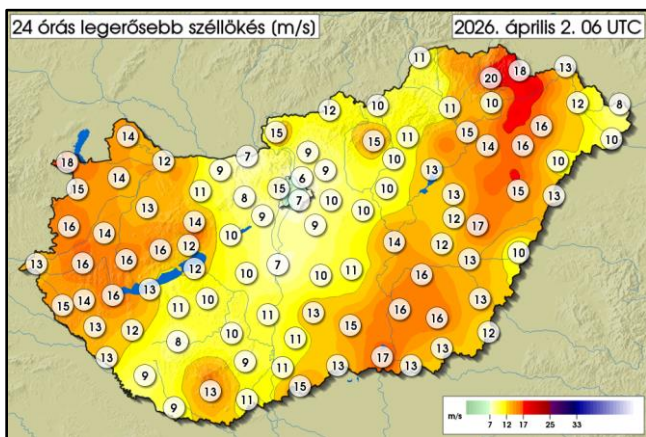 24 órás legerősebb széllökés (m/s)
2026. április 2. 06 UTC
11
20 18 13
12 10 11 10 12 8
14 15 15 11 15 14 16 16 10
18 12 7 9 10
15 14 9 6 9 13 15 13
13 11 8 15 7 10 10 13
16 14 14 9 9 10 12 17
13 16 16 16 12 10 14 12 13 10
12 10 7 10 11 16
15 14 16 13 11 10 13
13 12 11 13 15 16 16 12
8 10 11
13 9 9 11 13 17 13 13
9 13 11 15
m/s
7 12 17 25 33